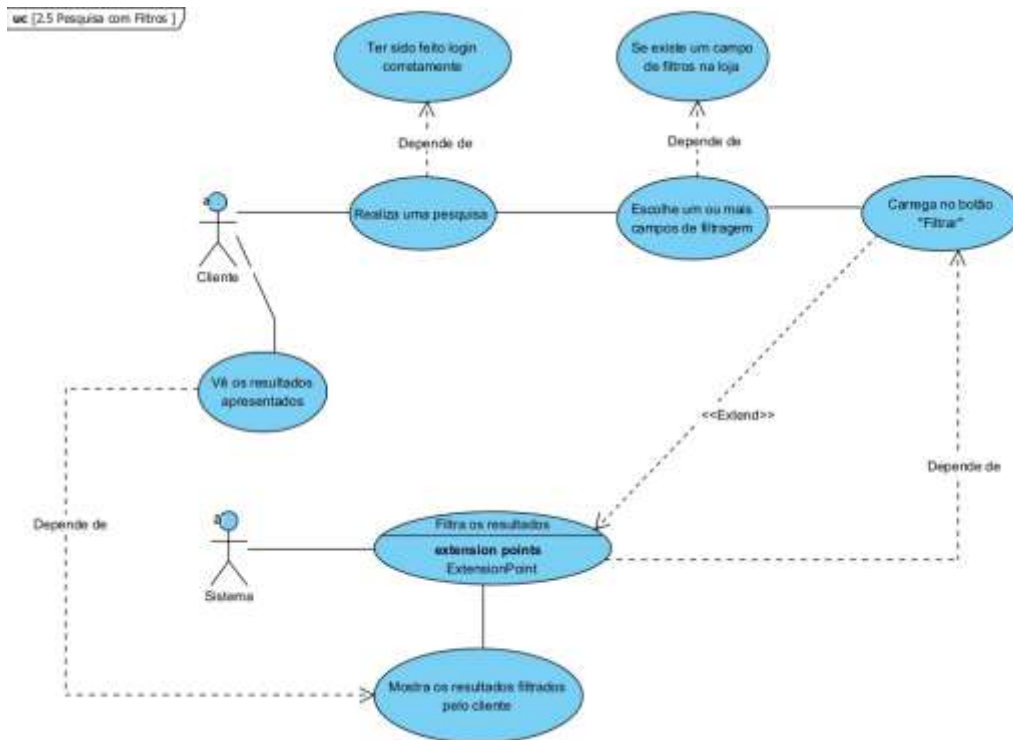 uc [2.5 Pesquisa com Filtros ]
Ter sido feito login
corretamente
Se existe um campo
de filtros na loja
Depende de
Depende de
Realiza uma pesquisa
Escolhe um ou mais
campos de filtragem
Carrega no botão
"Filtrar"
Cliente
Vê os resultados
apresentados
<<Extend>>
Depende de
Depende de
Filtra os resultados
extension points
ExtensionPoint
Sistema
Mostra os resultados filtrados
pelo cliente